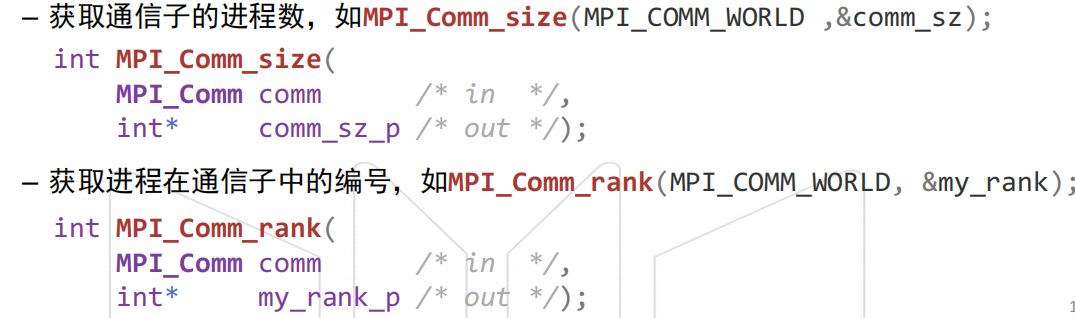 – 获取通信子的进程数，如MPI_Comm_size(MPI_COMM_WORLD ,&comm_sz);
int MPI_Comm_size(
MPI_Comm comm /* in */,
int* comm_sz_p /* out */);
– 获取进程在通信子中的编号，如MPI_Comm_rank(MPI_COMM_WORLD, &my_rank);
int MPI_Comm_rank(
MPI_Comm comm /* in */,
int* my_rank_p /* out */);